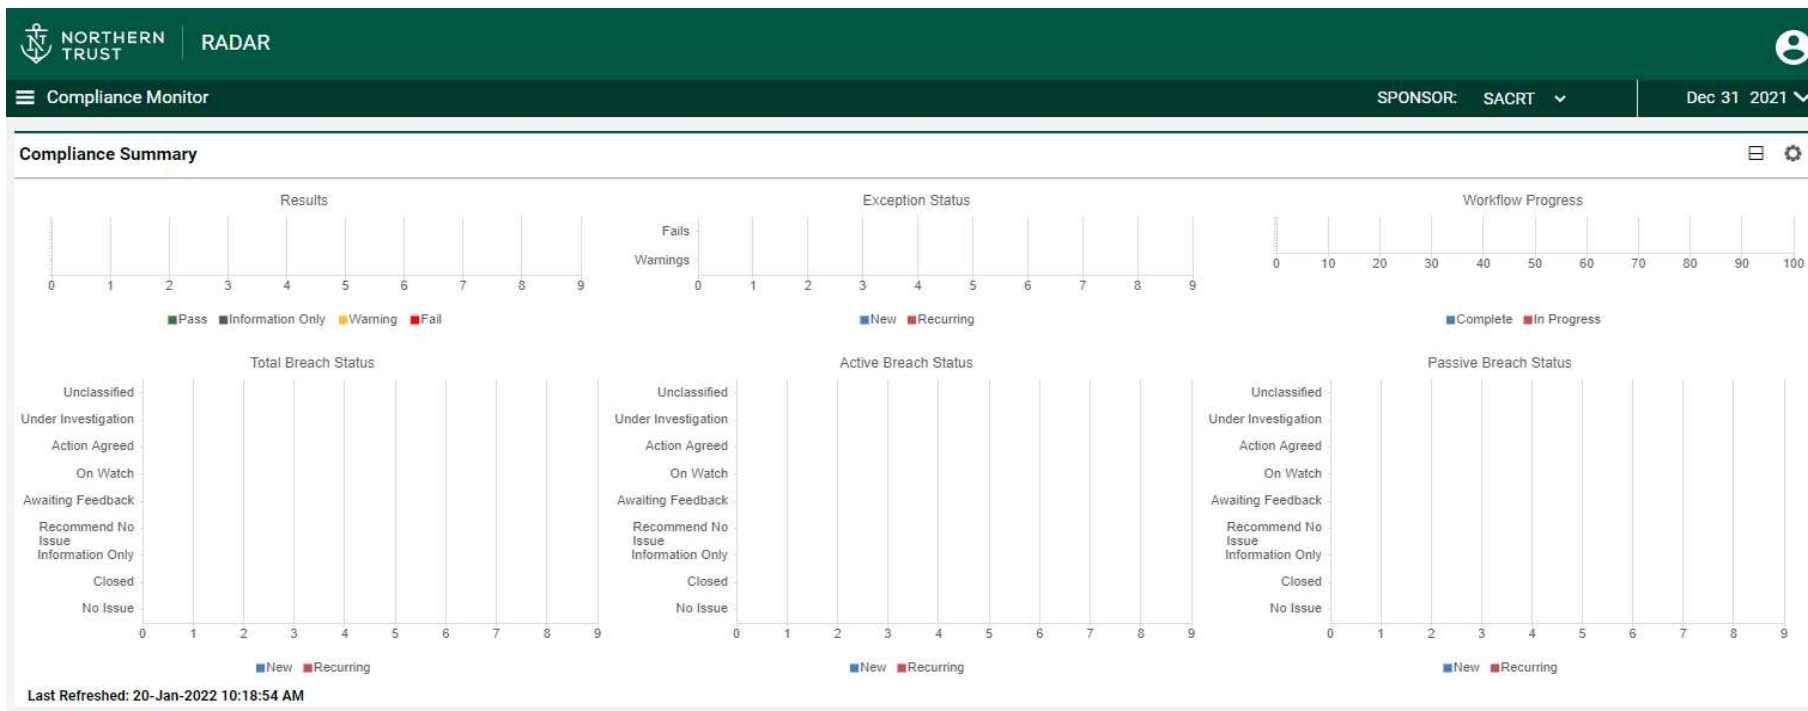 NORTHERN
TRUST
RADAR
Compliance Monitor
SPONSOR: SACRT
Dec 31 2021
Compliance Summary
Results
0 1 2 3 4 5 6 7 8 9
Pass Information Only Warning Fail
Exception Status
Fails
Warnings
0 1 2 3 4 5 6 7 8 9
New Recurring
Workflow Progress
0 10 20 30 40 50 60 70 80 90 100
Complete In Progress
Total Breach Status
Unclassified
Under Investigation
Action Agreed
On Watch
Awaiting Feedback
Recommend No
Issue
Information Only
Closed
No Issue
0 1 2 3 4 5 6 7 8 9
New Recurring
Active Breach Status
Unclassified
Under Investigation
Action Agreed
On Watch
Awaiting Feedback
Recommend No
Issue
Information Only
Closed
No Issue
0 1 2 3 4 5 6 7 8 9
New Recurring
Passive Breach Status
Unclassified
Under Investigation
Action Agreed
On Watch
Awaiting Feedback
Recommend No
Issue
Information Only
Closed
No Issue
0 1 2 3 4 5 6 7 8 9
New Recurring
Last Refreshed: 20-Jan-2022 10:18:54 AM